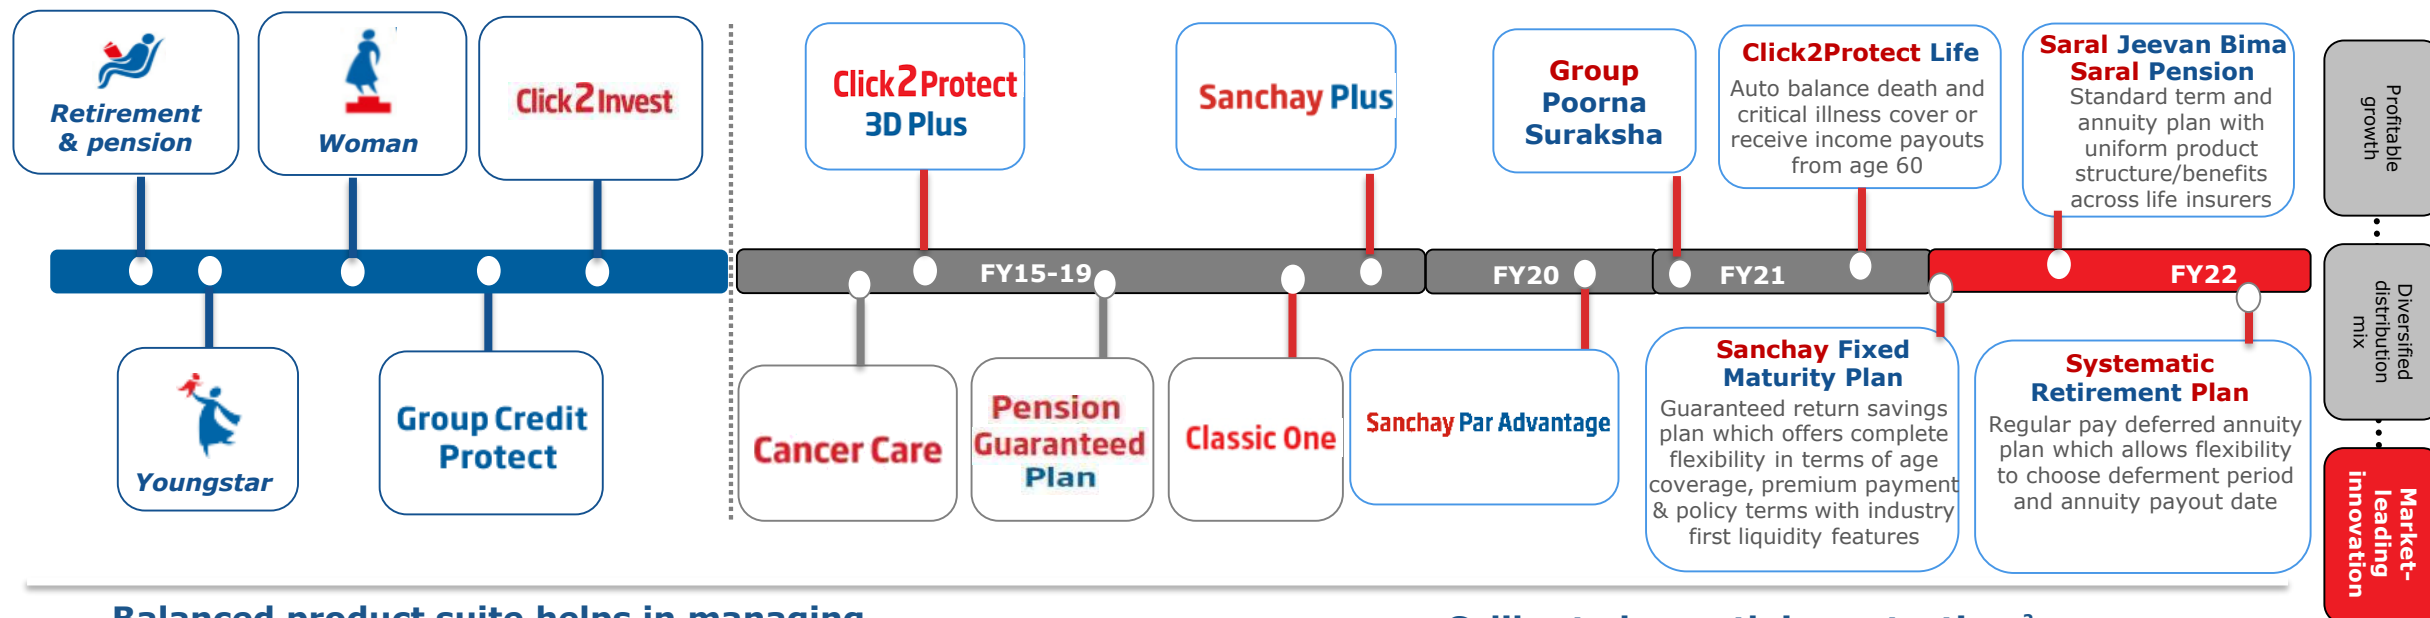 Retirement
& pension
Woman
Click2Invest
Click2Protect
3D Plus
Sanchay Plus
Group
Poorna
Suraksha
Click2Protect Life
Auto balance death and
critical illness cover or
receive income payouts
from age 60
Saral Jeevan Bima
Saral Pension
Standard term and
annuity plan with
uniform product
structure/benefits
across life insurers
Profitable
growth
FY15-19
FY20
FY21
FY22
Diversified
distribution
mix
Youngstar
Group Credit
Protect
Cancer Care
Pension
Guaranteed
Plan
Classic One
Sanchay Par Advantage
Sanchay Fixed
Maturity Plan
Guaranteed return savings
plan which offers complete
flexibility in terms of age
coverage, premium payment
& policy terms with industry
first liquidity features
Systematic
Retirement Plan
Regular pay deferred annuity
plan which allows flexibility
to choose deferment period
and annuity payout date
Market-
leading
innovation
Balanced product suite helps in managing